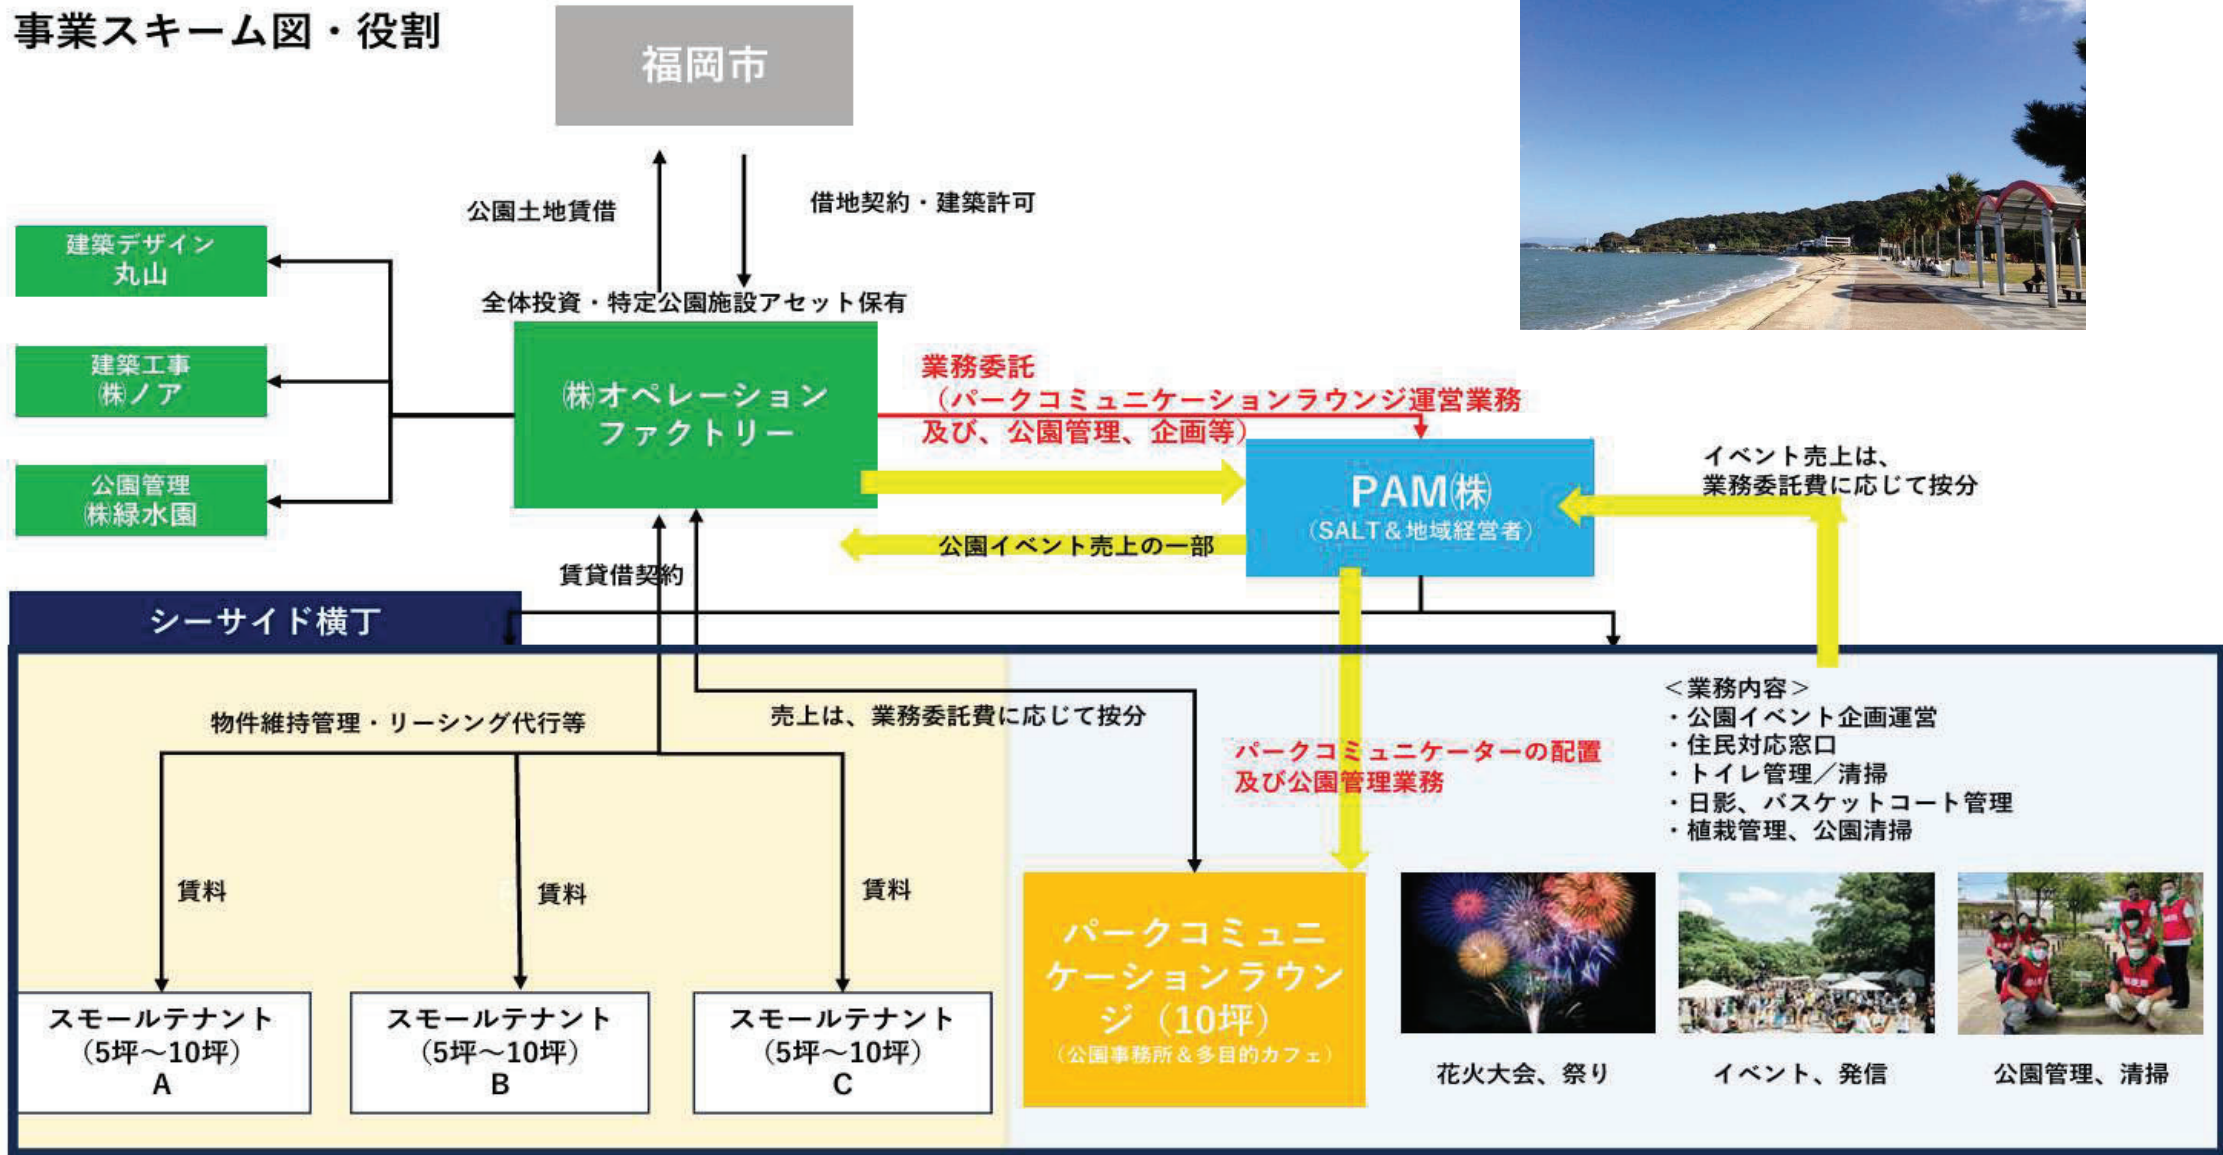 事業スキーム図・役割
福岡市
公園土地賃借
借地契約・建築許可
建築デザイン
丸山
建築工事
㈱ノア
公園管理
㈱緑水園
全体投資・特定公園施設アセット保有
㈱オペレーション
ファクトリー
業務委託
（パークコミュニケーションラウンジ運営業務
及び、公園管理、企画等）
PAM㈱
（SALT＆地域経営者）
イベント売上は、
業務委託費に応じて按分
公園イベント売上の一部
賃貸借契約
シーサイド横丁
物件維持管理・リーシング代行等
売上は、業務委託費に応じて按分
パークコミュニケーターの配置
及び公園管理業務
＜業務内容＞
・公園イベント企画運営
・住民対応窓口
・トイレ管理／清掃
・日影、バスケットコート管理
・植栽管理、公園清掃
賃料
賃料
賃料
スモールテナント
（5坪～10坪）
A
スモールテナント
（5坪～10坪）
B
スモールテナント
（5坪～10坪）
C
パークコミュニ
ケーションラウン
ジ（10坪）
（公園事務所＆多目的カフェ）
花火大会、祭り
イベント、発信
公園管理、清掃